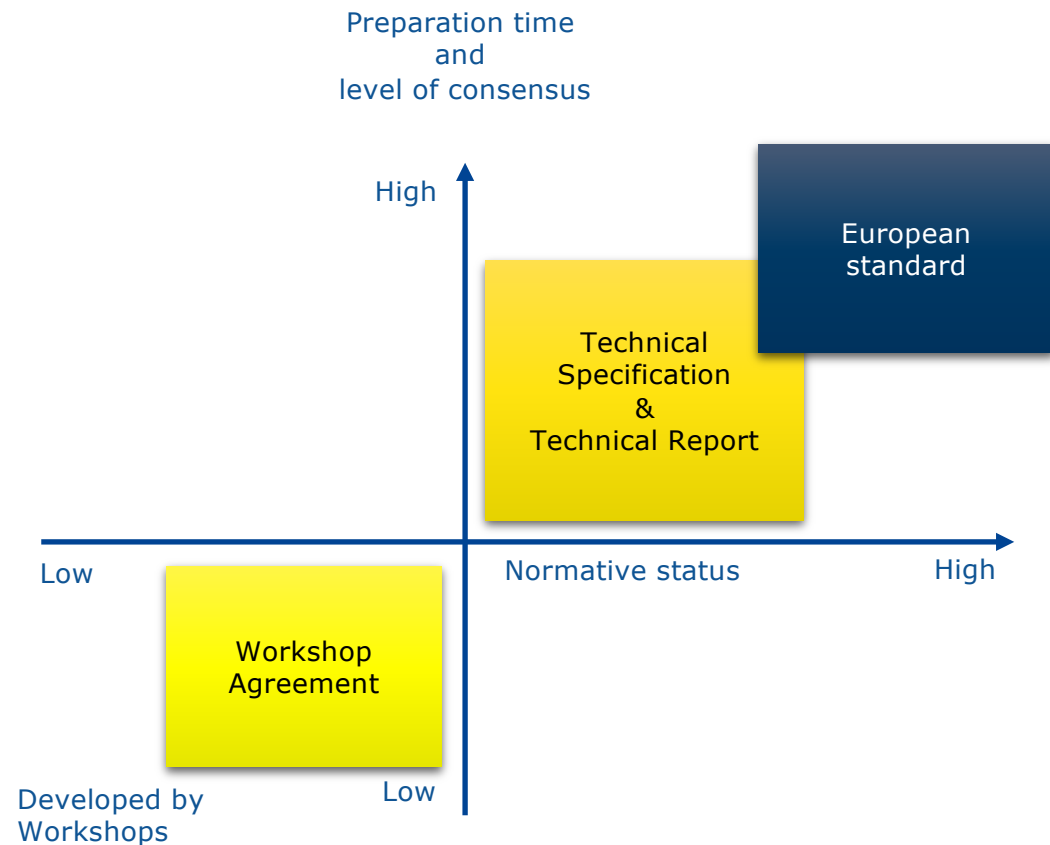 Preparation time
and
level of consensus
High
European
standard
Technical
Specification
&
Technical Report
Low
Normative status
High
Workshop
Agreement
Low
Developed by
Workshops